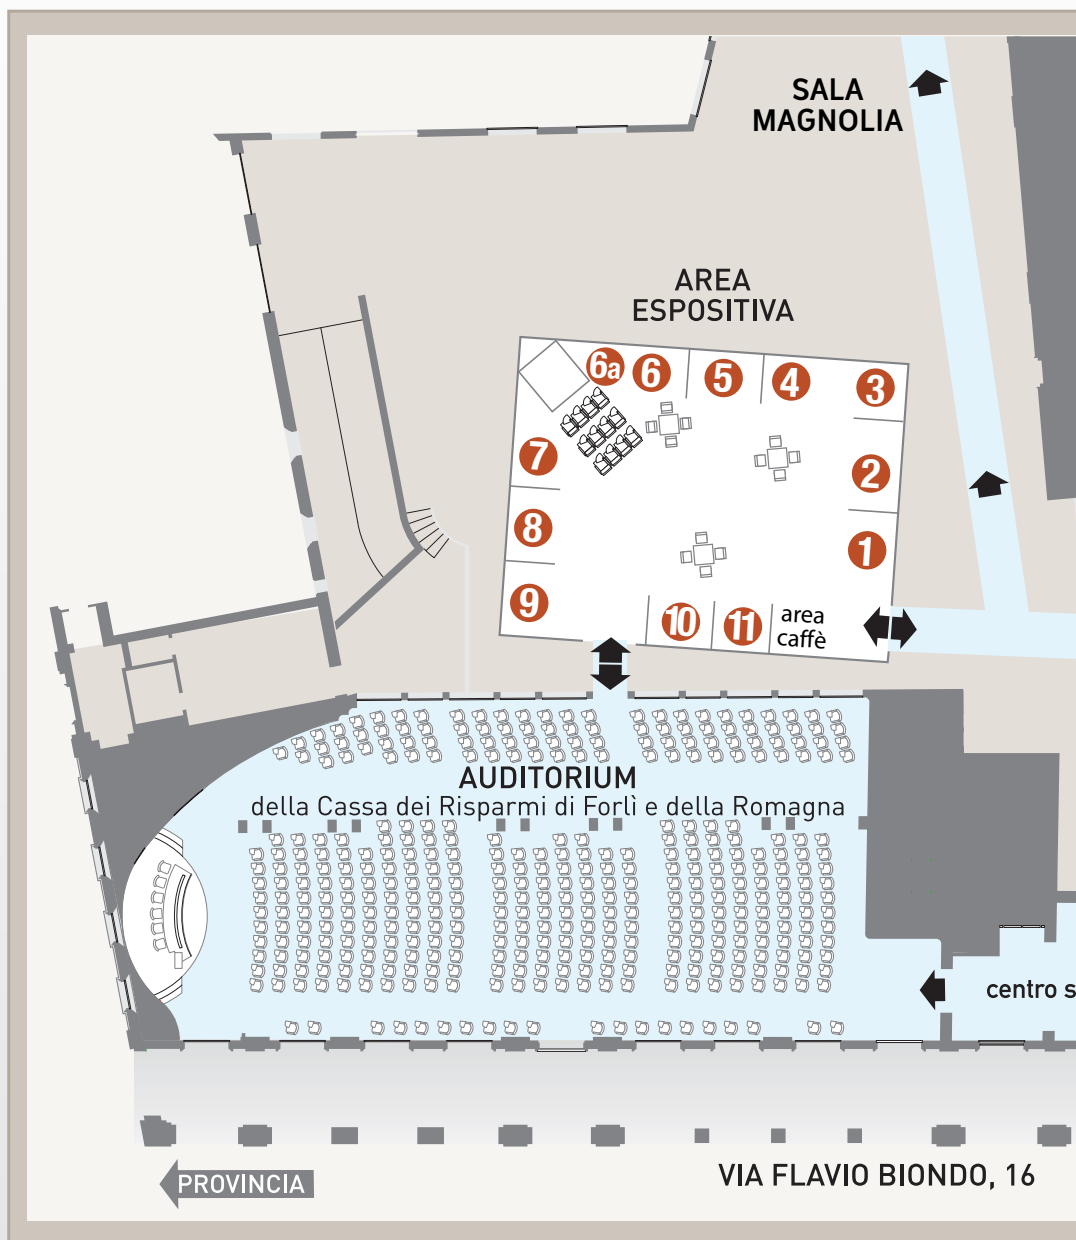 SALA
MAGNOLIA
AREA
ESPOSITIVA
6a
6
5
4
3
7
2
8
1
9
10
11
area
caffè
AUDITORIUM
della Cassa dei Risparmi di Forlì e della Romagna
centro s
PROVINCIA
VIA FLAVIO BIONDO, 16